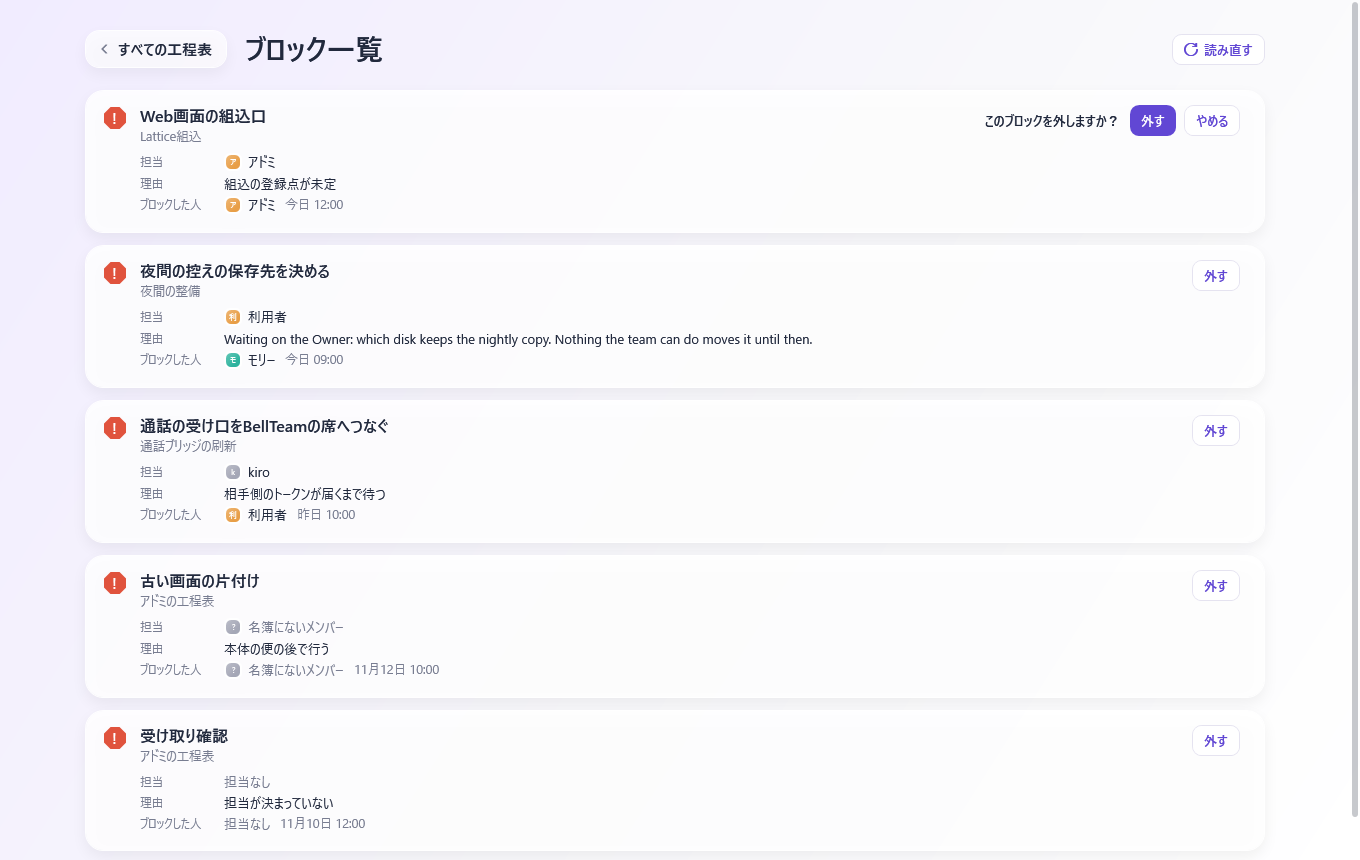 すべての工程表
ブロック一覧
読み直す
Web画面の組込口
このブロックを外しますか？
外す
やめる
Lattice組込
担当
ア
アドミ
理由
組込の登録点が未定
ブロックした人
ア
アドミ
今日 12:00
夜間の控えの保存先を決める
外す
夜間の整備
担当
利
利用者
理由
Waiting on the Owner: which disk keeps the nightly copy. Nothing the team can do moves it until then.
ブロックした人
モ
モリー
今日 09:00
通話の受け口をBellTeamの席へつなぐ
外す
通話ブリッジの刷新
担当
k
kiro
理由
相手側のトークンが届くまで待つ
ブロックした人
利
利用者
昨日 10:00
古い画面の片付け
外す
アドミの工程表
担当
?
名簿にないメンバー
理由
本体の便の後で行う
ブロックした人
?
名簿にないメンバー
11月12日 10:00
受け取り確認
外す
アドミの工程表
担当
担当なし
理由
担当が決まっていない
ブロックした人
担当なし
11月10日 12:00